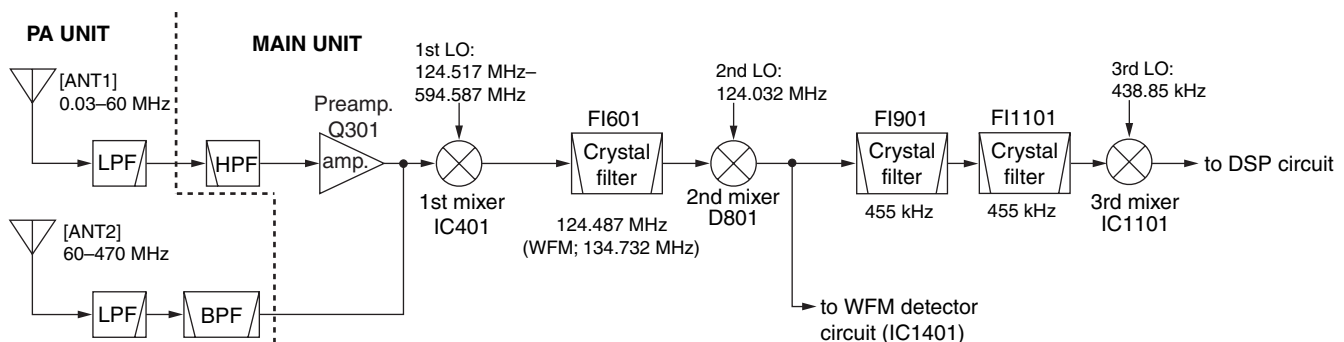 PA UNIT
MAIN UNIT
[ANT1]
0.03–60 MHz
LPF
HPF
Preamp.
Q301
amp.
1st LO:
124.517 MHz–
594.587 MHz
1st mixer
IC401
FI601
Crystal
filter
124.487 MHz
(WFM; 134.732 MHz)
2nd LO:
124.032 MHz
2nd mixer
D801
FI901
Crystal
filter
455 kHz
FI1101
Crystal
filter
455 kHz
3rd LO:
438.85 kHz
3rd mixer
IC1101
to DSP circuit
[ANT2]
60–470 MHz
LPF
BPF
to WFM detector
circuit (IC1401)